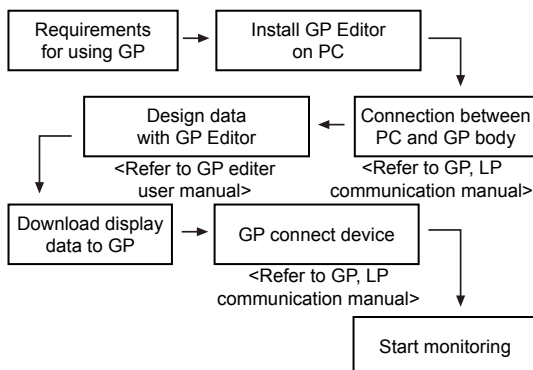 Requirements
for using GP
Install GP Editor
on PC
Connection between
PC and GP body
<Refer to GP, LP
communication manual>
Design data
with GP Editor
<Refer to GP editer
user manual>
Download display
data to GP
GP connect device
<Refer to GP, LP
communication manual>
Start monitoring